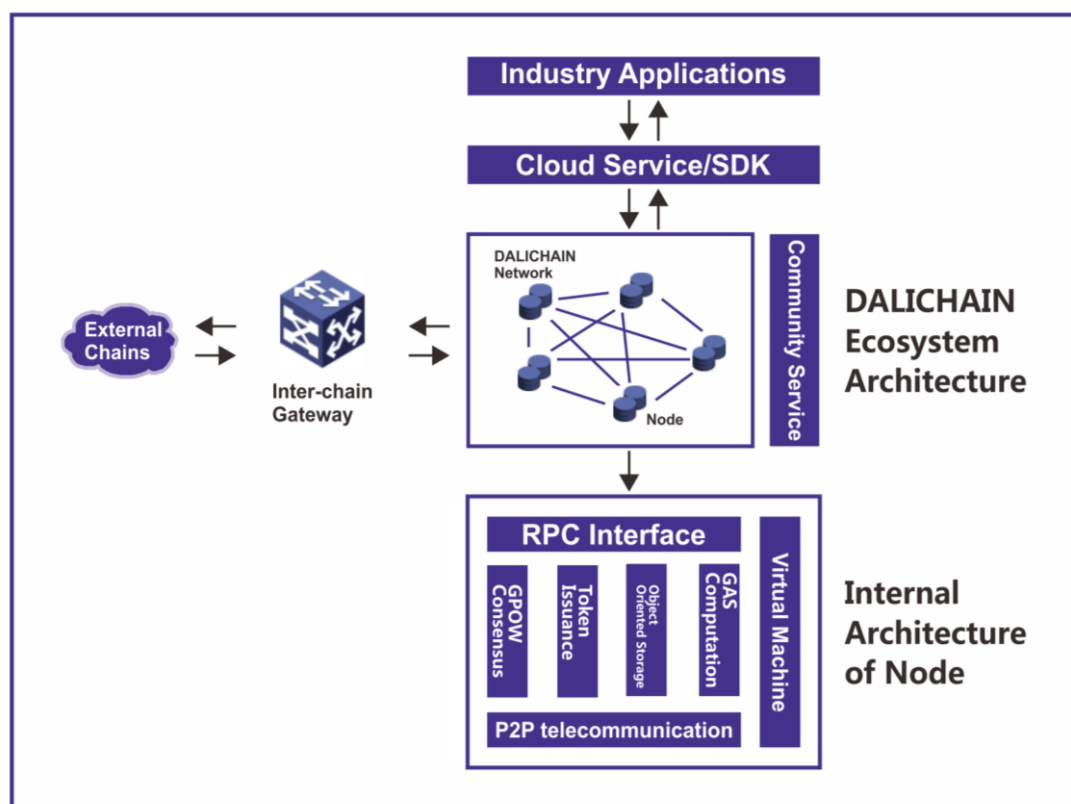 Industry Applications
Cloud Service/SDK
DALICHAIN
Network
Node
Community Service
DALICHAIN
Ecosystem
Architecture
External
Chains
Inter-chain
Gateway
RPC Interface
GPOW
Consensus
Token
Issuance
Object
Oriented Storage
GAS
Computation
P2P telecommunication
Virtual Machine
Internal
Architecture
of Node